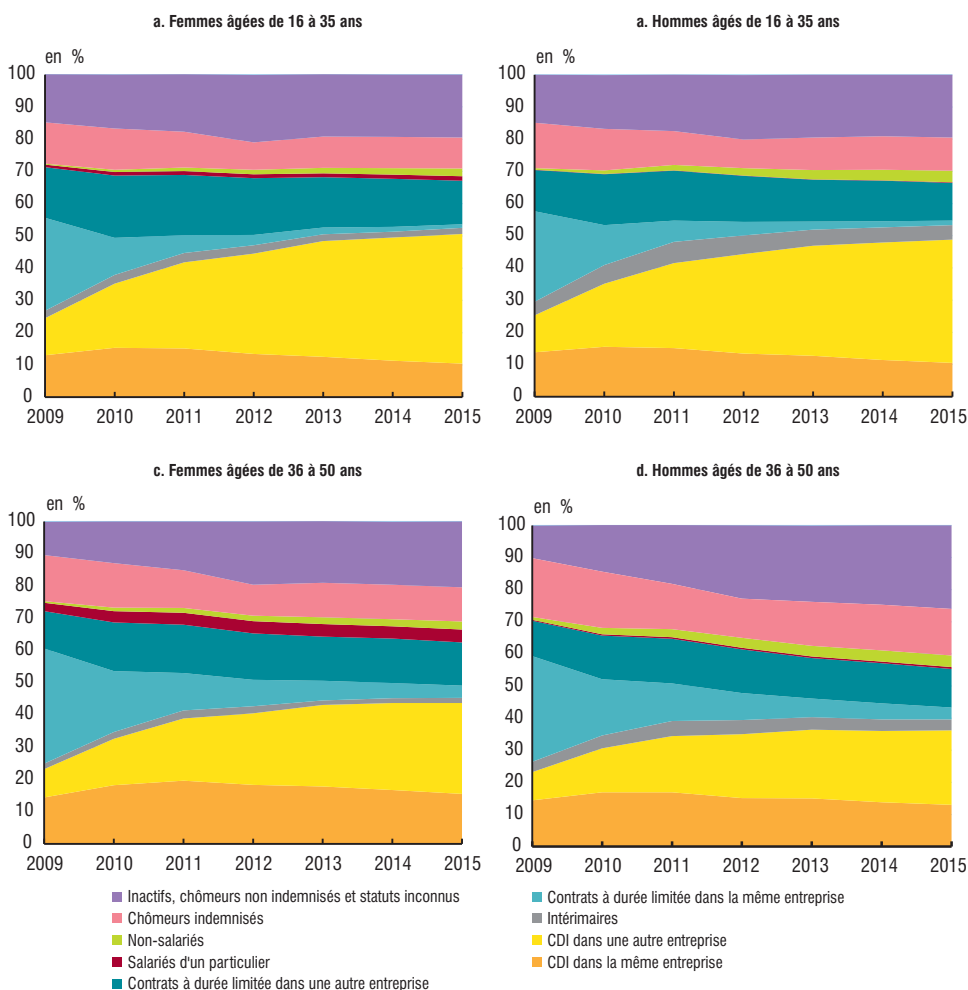 a. Femmes âgées de 16 à 35 ans
en %
100
90
80
70
60
50
40
30
20
10
0
2009 2010 2011 2012 2013 2014 2015
a. Hommes âgés de 16 à 35 ans
en %
100
90
80
70
60
50
40
30
20
10
0
2009 2010 2011 2012 2013 2014 2015
c. Femmes âgées de 36 à 50 ans
en %
100
90
80
70
60
50
40
30
20
10
0
2009 2010 2011 2012 2013 2014 2015
d. Hommes âgés de 36 à 50 ans
en %
100
90
80
70
60
50
40
30
20
10
0
2009 2010 2011 2012 2013 2014 2015
Inactifs, chômeurs non indemnisés et statuts inconnus
Chômeurs indemnisés
Non-salariés
Salariés d'un particulier
Contrats à durée limitée dans une autre entreprise
Contrats à durée limitée dans la même entreprise
Intérimaires
CDI dans une autre entreprise
CDI dans la même entreprise